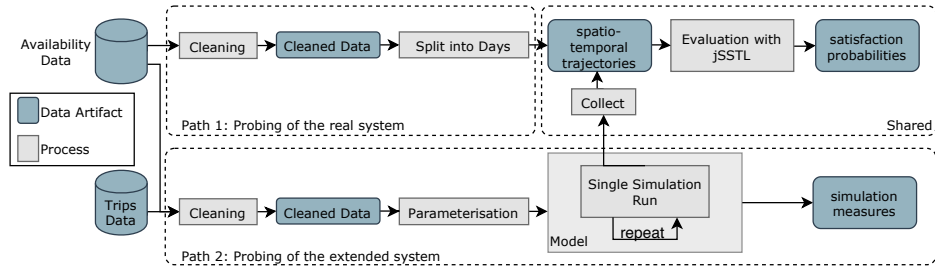 Availability
Data
Cleaning
Cleaned Data
Split into Days
spatio-
temporal
trajectories
Evaluation with
jSSTL
satisfaction
probabilities
Collect
Data Artifact
Process
Path 1: Probing of the real system
Shared
Trips
Data
Cleaning
Cleaned Data
Parameterisation
Single Simulation
Run
repeat
Model
simulation
measures
Path 2: Probing of the extended system